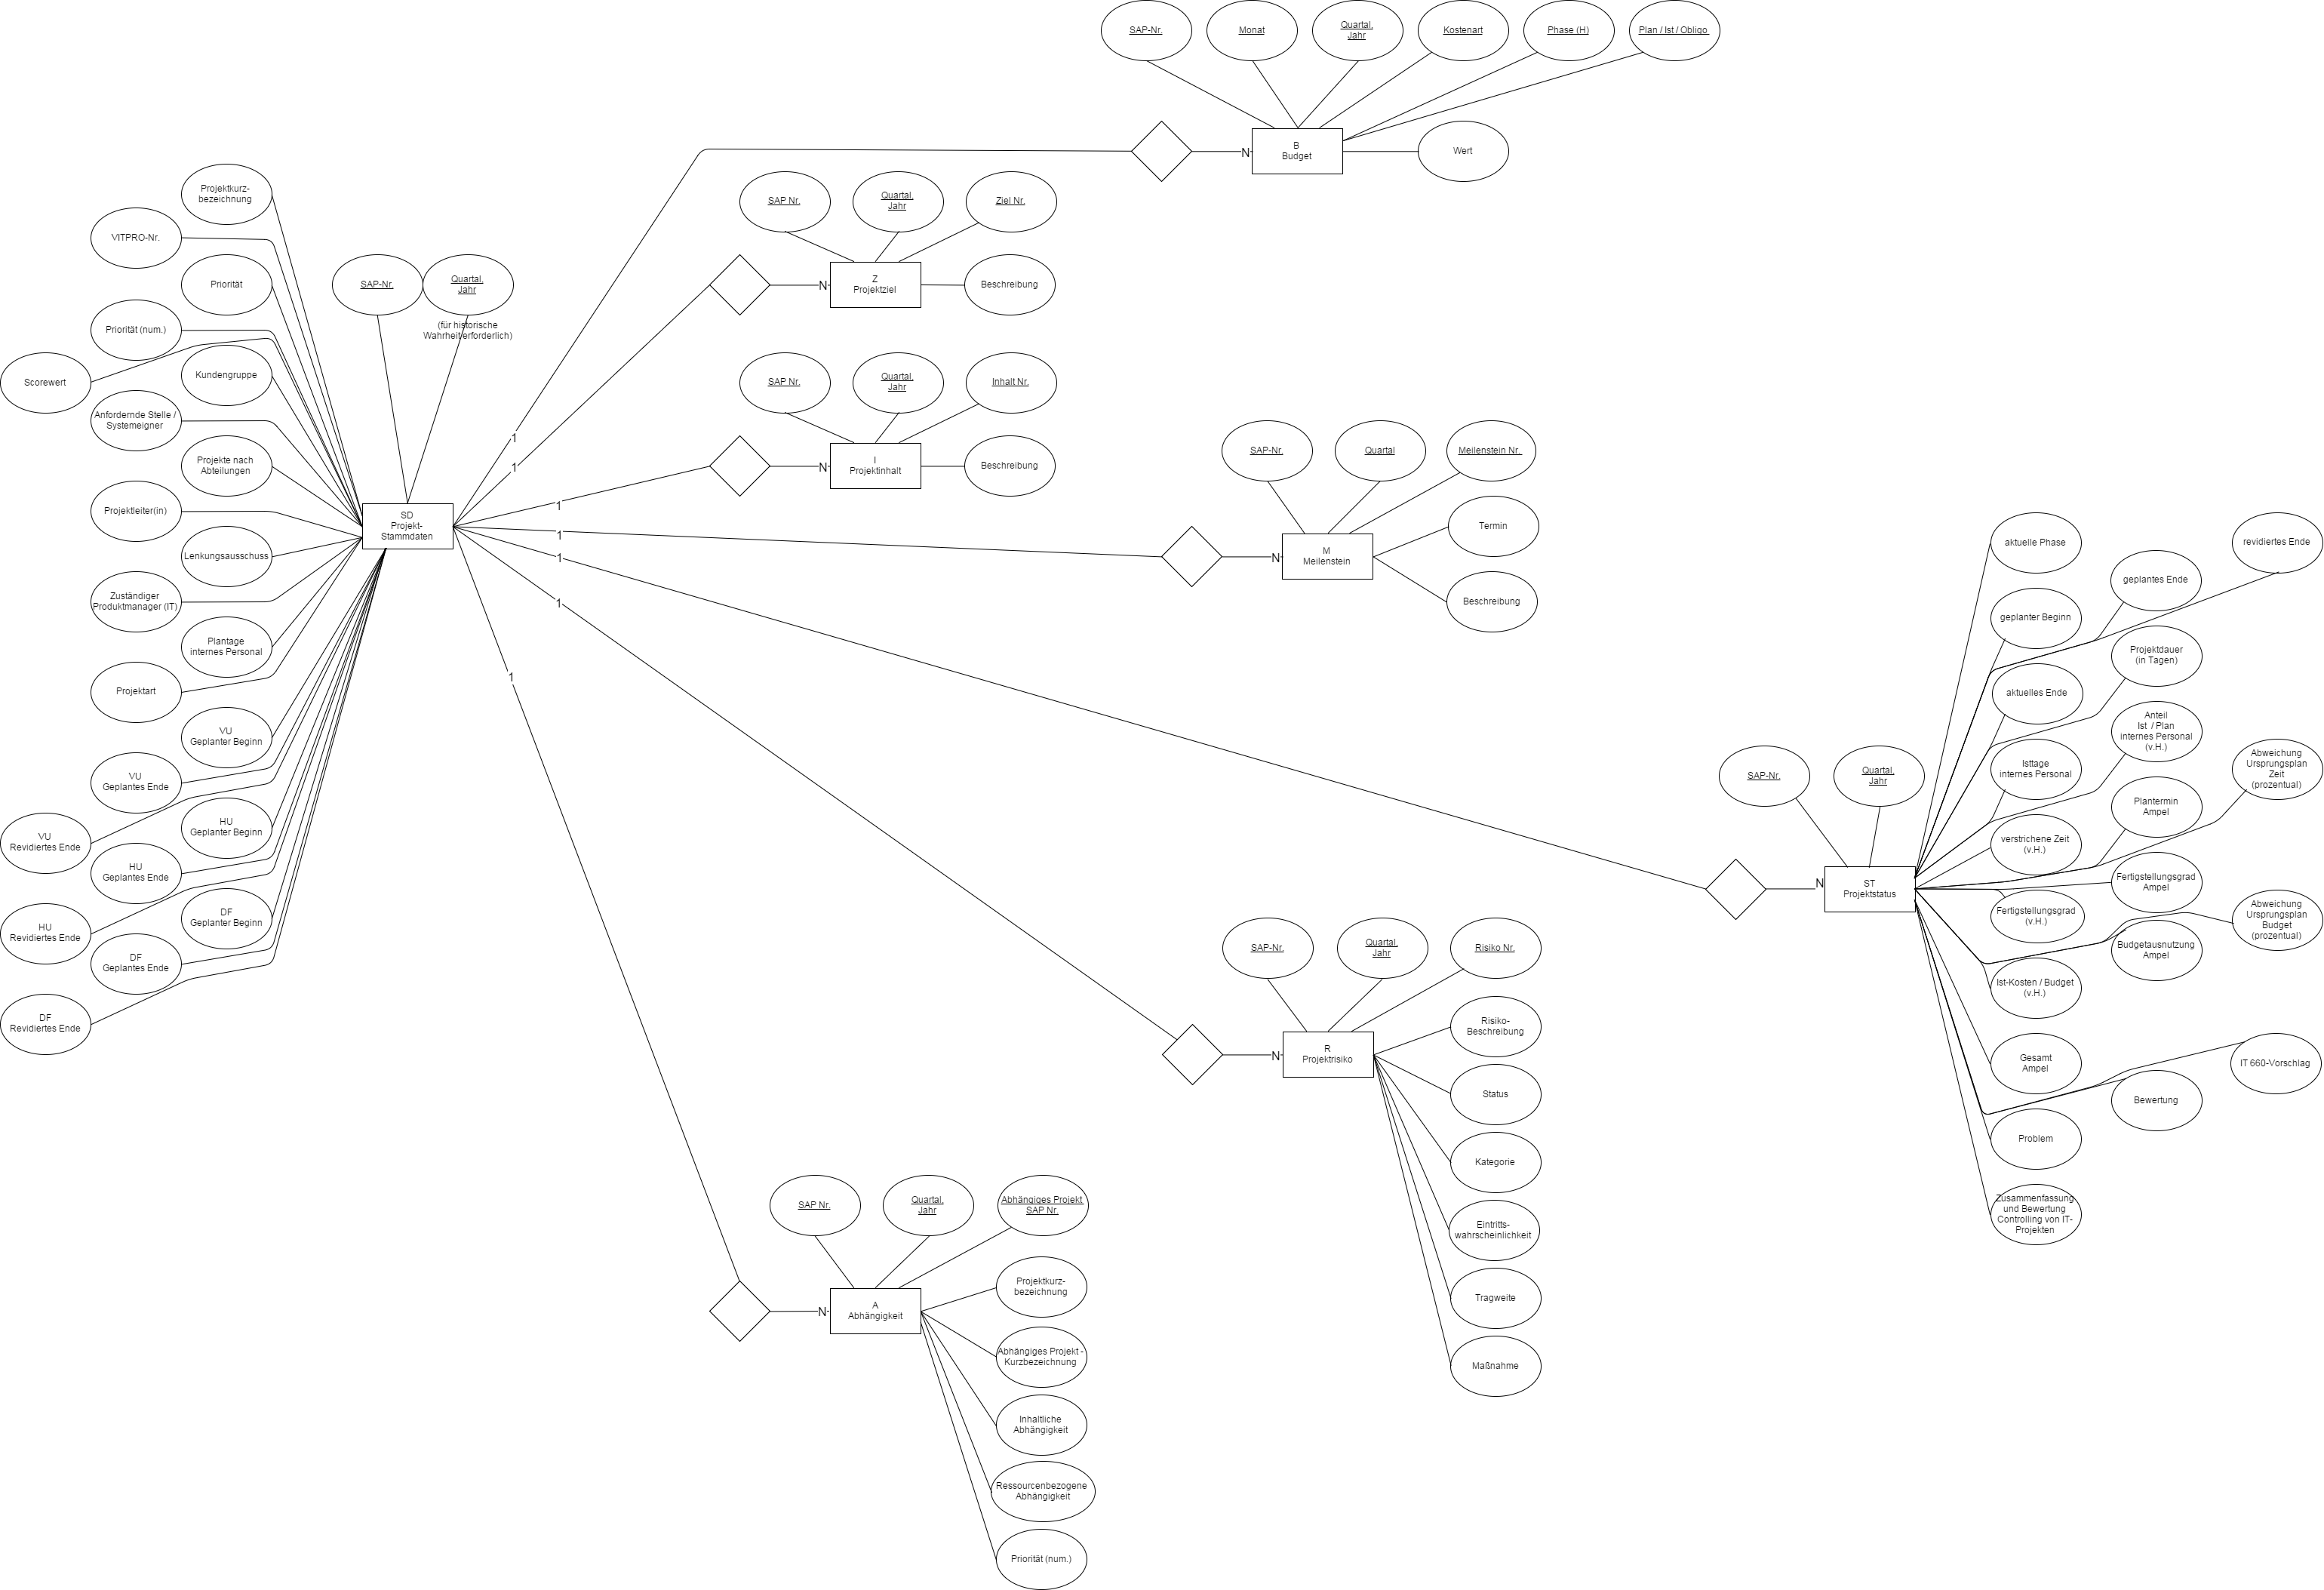 SAP-Nr.
Monat
Quartal,
Jahr
Kostenart
Phase (H)
Plan / Ist / Obligo
N
B
Budget
Wert
Projektkurz-
bezeichnung
VITPRO-Nr.
Priorität
Priorität (num.)
Scorewert
Kundengruppe
Anfordernde Stelle /
Systemeigner
Projekte nach
Abteilungen
Projektleiter(in)
Lenkungsausschuss
Zuständiger
Produktmanager (IT)
Plantage
internes Personal
Projektart
VU
Geplanter Beginn
VU
Geplantes Ende
VU
Revidiertes Ende
HU
Geplanter Beginn
HU
Geplantes Ende
HU
Revidiertes Ende
DF
Geplanter Beginn
DF
Geplantes Ende
DF
Revidiertes Ende
SAP-Nr.
Quartal,
Jahr
(für historische
Wahrheit erforderlich)
SD
Projekt-
Stammdaten
1
1
1
1
1
1
1
SAP Nr.
Quartal,
Jahr
Ziel Nr.
N
Z
Projektziel
Beschreibung
SAP Nr.
Quartal,
Jahr
Inhalt Nr.
N
I
Projektinhalt
Beschreibung
SAP-Nr.
Quartal
Meilenstein Nr.
N
M
Meilenstein
Termin
Beschreibung
SAP-Nr.
Quartal,
Jahr
N
ST
Projektstatus
aktuelle Phase
revidiertes Ende
geplantes Ende
geplanter Beginn
Projektdauer
(in Tagen)
aktuelles Ende
Anteil
Ist / Plan
internes Personal
(v.H.)
Isttage
internes Personal
Abweichung
Ursprungsplan
Zeit
(prozentual)
Plantermin
Ampel
verstrichene Zeit
(v.H.)
Fertigstellungsgrad
Ampel
Fertigstellungsgrad
(v.H.)
Abweichung
Ursprungsplan
Budget
(prozentual)
Budgetausnutzung
Ampel
Ist-Kosten / Budget
(v.H.)
Gesamt
Ampel
IT 660-Vorschlag
Bewertung
Problem
Zusammenfassung
und Bewertung
Controlling von IT-
Projekten
SAP-Nr.
Quartal,
Jahr
Risiko Nr.
N
R
Projektrisiko
Risiko-
Beschreibung
Status
Kategorie
Eintritts-
wahrscheinlichkeit
Tragweite
Maßnahme
SAP Nr.
Quartal,
Jahr
Abhängiges Projekt
SAP Nr.
N
A
Abhängigkeit
Projektkurz-
bezeichnung
Abhängiges Projekt -
Kurzbezeichnung
Inhaltliche
Abhängigkeit
Ressourcenbezogene
Abhängigkeit
Priorität (num.)